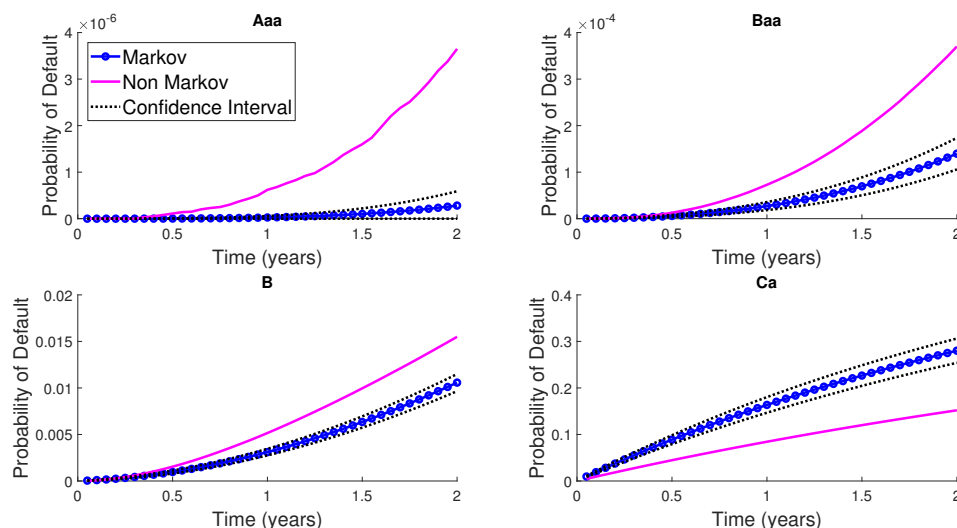 Aaa
×10⁻⁶
4
3
2
1
0
Probability of Default
Markov
Non Markov
Confidence Interval
0 0.5 1 1.5 2
Time (years)
Baa
×10⁻⁴
4
3
2
1
0
Probability of Default
0 0.5 1 1.5 2
Time (years)
B
0.02
0.015
0.01
0.005
0
Probability of Default
0 0.5 1 1.5 2
Time (years)
Ca
0.4
0.3
0.2
0.1
0
Probability of Default
0 0.5 1 1.5 2
Time (years)